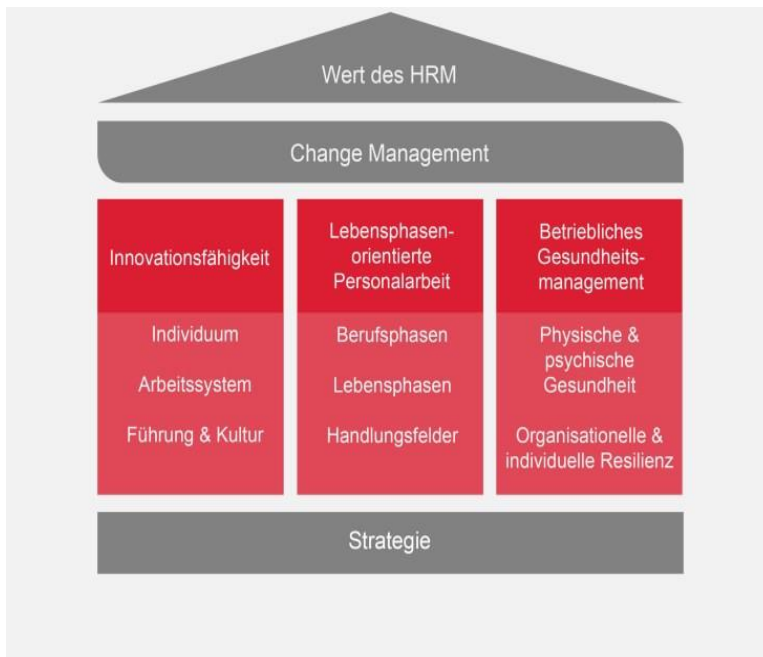 Wert des HRM
Change Management
Innovationsfähigkeit
Individuum
Arbeitssystem
Führung & Kultur
Lebensphasen-
orientierte
Personalarbeit
Berufsphasen
Lebensphasen
Handlungsfelder
Betriebliches
Gesundheits-
management
Physische &
psychische
Gesundheit
Organisationelle &
individuelle Resilienz
Strategie